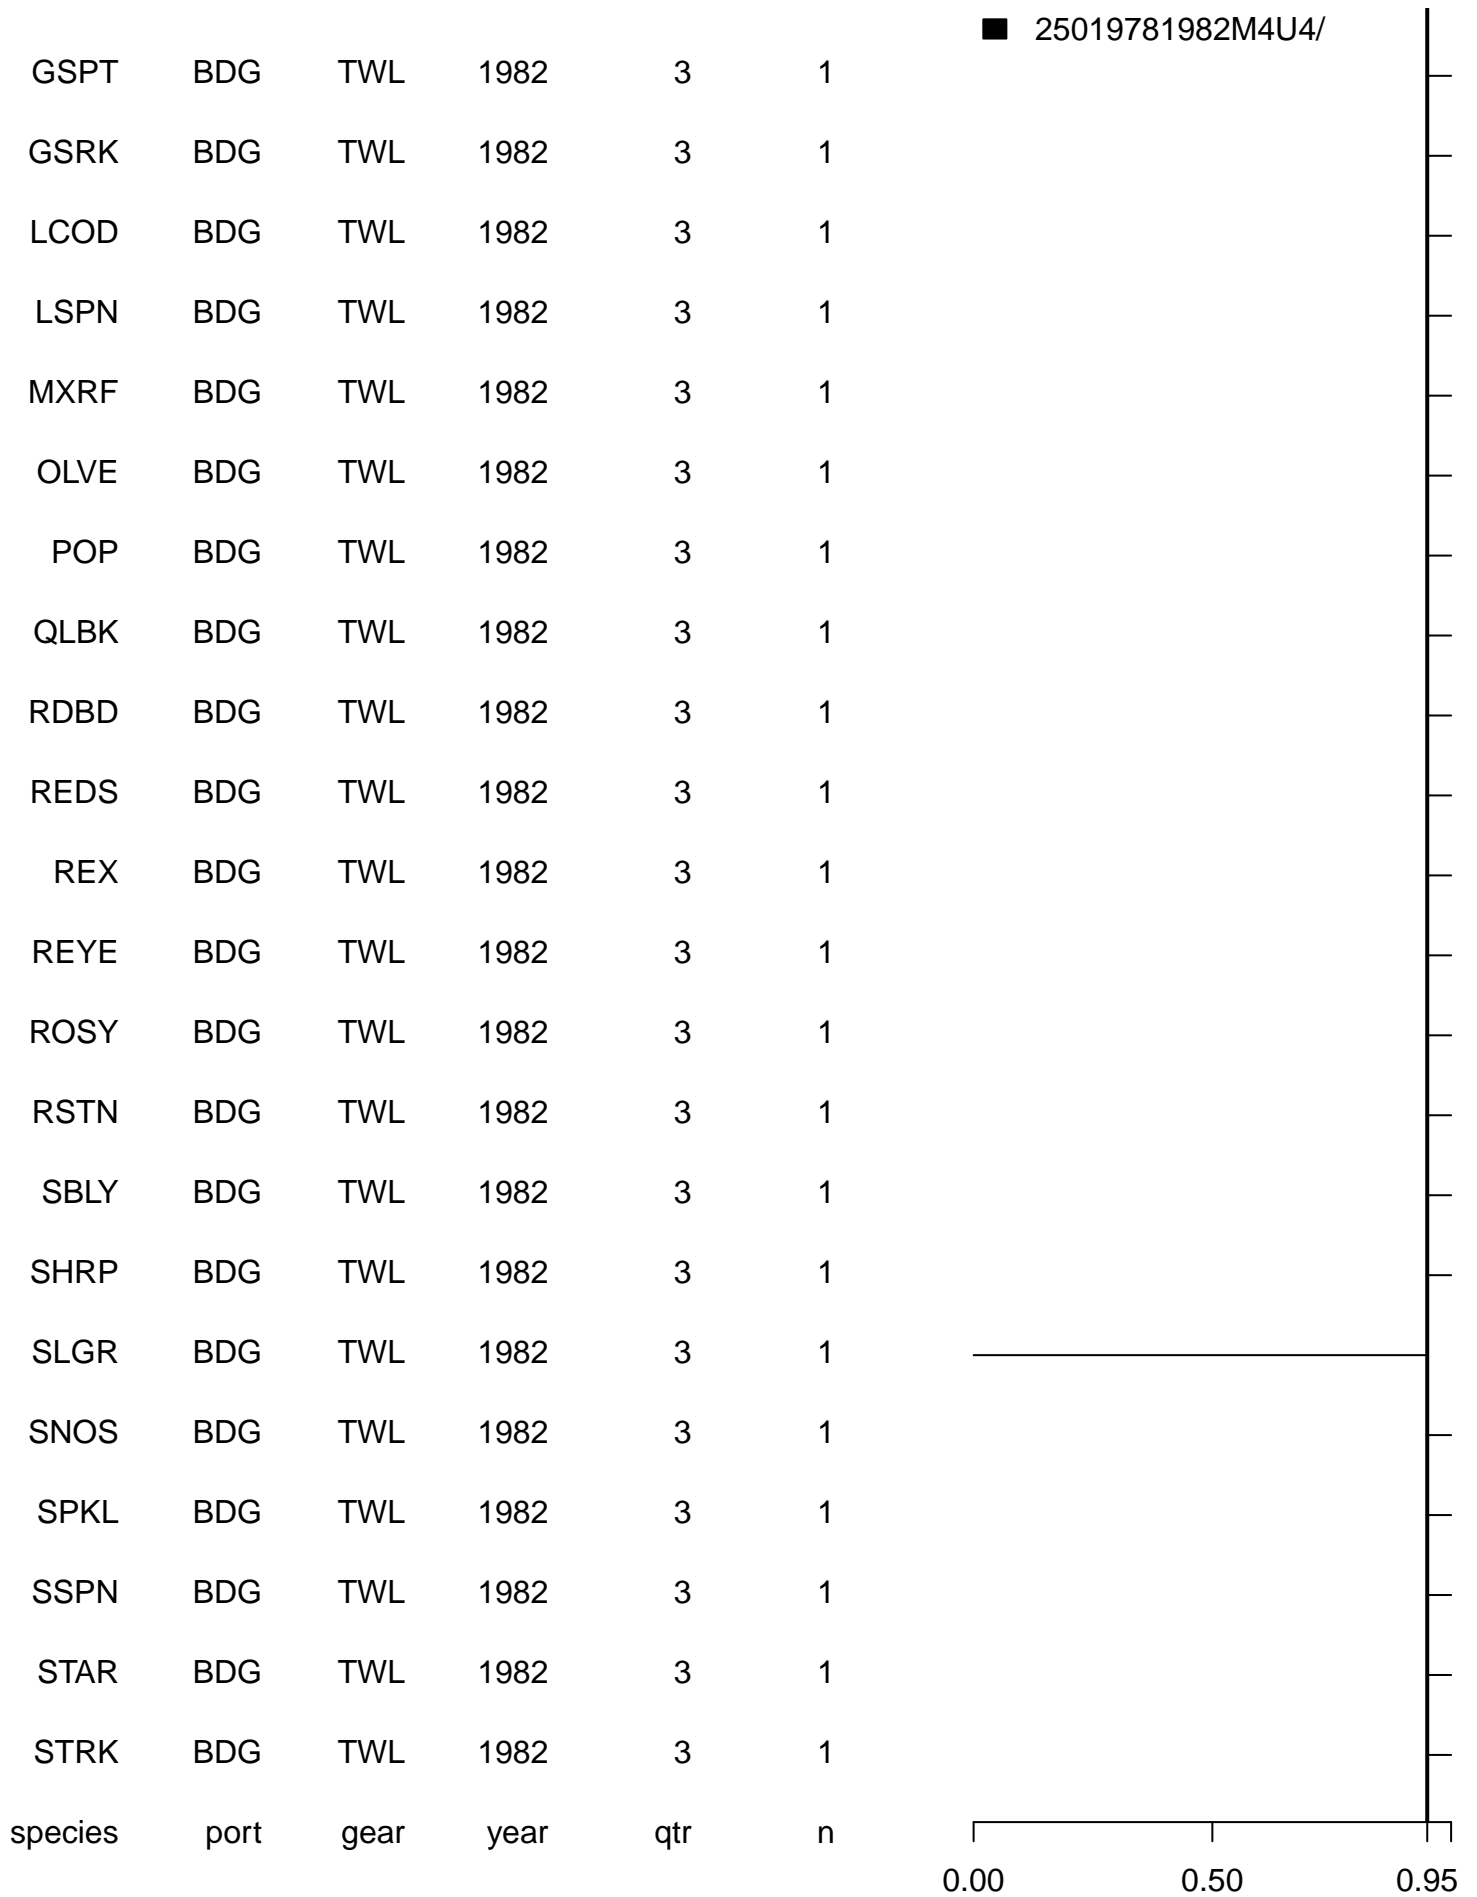 25019781982M4U4/
GSPT BDG TWL 1982 3 1
GSRK BDG TWL 1982 3 1
LCOD BDG TWL 1982 3 1
LSPN BDG TWL 1982 3 1
MXRF BDG TWL 1982 3 1
OLVE BDG TWL 1982 3 1
POP BDG TWL 1982 3 1
QLBK BDG TWL 1982 3 1
RDBD BDG TWL 1982 3 1
REDS BDG TWL 1982 3 1
REX BDG TWL 1982 3 1
REYE BDG TWL 1982 3 1
ROSY BDG TWL 1982 3 1
RSTN BDG TWL 1982 3 1
SBLY BDG TWL 1982 3 1
SHRP BDG TWL 1982 3 1
SLGR BDG TWL 1982 3 1
SNOS BDG TWL 1982 3 1
SPKL BDG TWL 1982 3 1
SSPN BDG TWL 1982 3 1
STAR BDG TWL 1982 3 1
STRK BDG TWL 1982 3 1
species port gear year qtr n
0.00 0.50 0.95